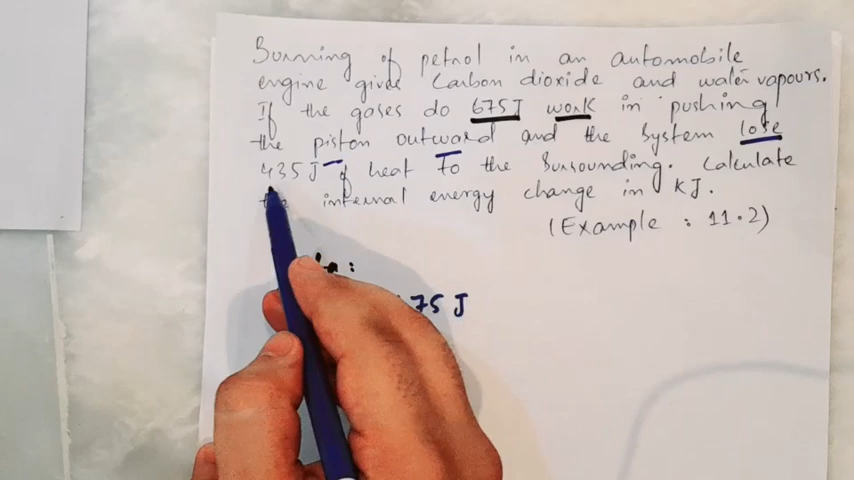 Burning of petrol in an automobile
engine gives Carbon dioxide and water vapours.
If the gases do 675J work in pushing
the piston outward and the System lose
435J of heat to the Surrounding. Calculate
the internal energy change in KJ.
(Example : 11.2)
:
75 J